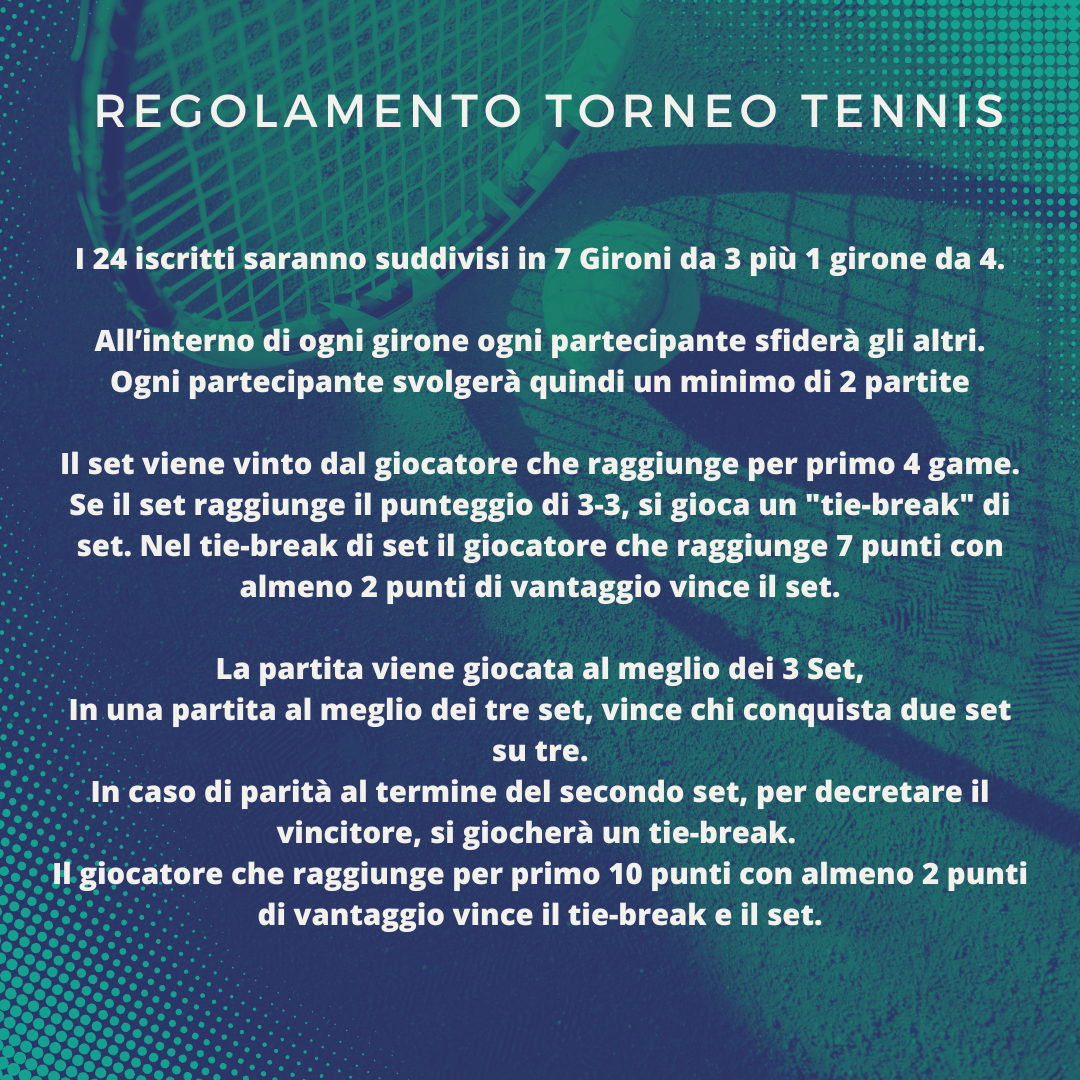 REGOLAMENTO TORNEO TENNIS
I 24 iscritti saranno suddivisi in 7 Gironi da 3 più 1 girone da 4.
All’interno di ogni girone ogni partecipante sfiderà gli altri.
Ogni partecipante svolgerà quindi un minimo di 2 partite
Il set viene vinto dal giocatore che raggiunge per primo 4 game.
Se il set raggiunge il punteggio di 3-3, si gioca un "tie-break" di
set. Nel tie-break di set il giocatore che raggiunge 7 punti con
almeno 2 punti di vantaggio vince il set.
La partita viene giocata al meglio dei 3 Set,
In una partita al meglio dei tre set, vince chi conquista due set
su tre.
In caso di parità al termine del secondo set, per decretare il
vincitore, si giocherà un tie-break.
Il giocatore che raggiunge per primo 10 punti con almeno 2 punti
di vantaggio vince il tie-break e il set.